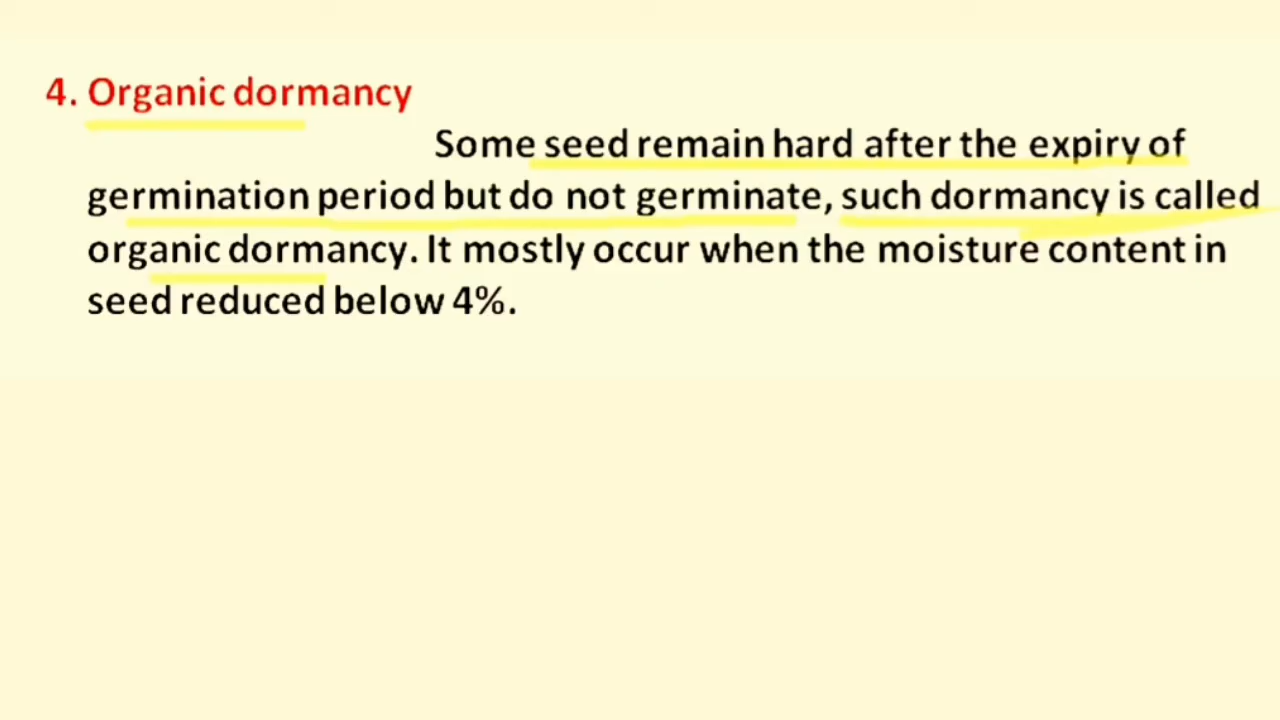 4. Organic dormancy
Some seed remain hard after the expiry of
germination period but do not germinate, such dormancy is called
organic dormancy. It mostly occur when the moisture content in
seed reduced below 4%.